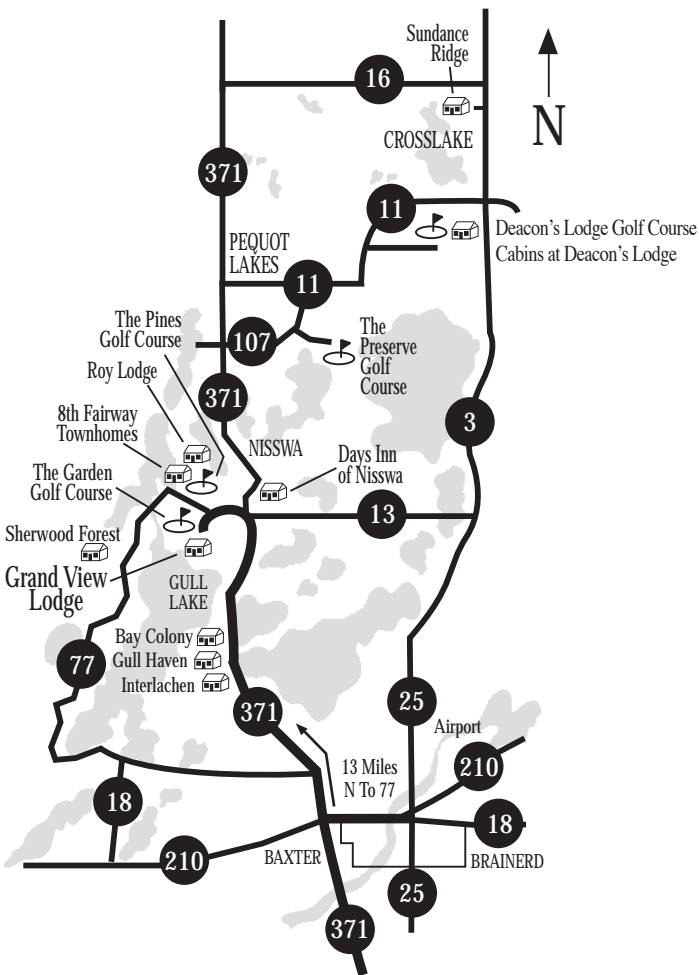 Sundance
Ridge
16
N
CROSSLAKE
371
11
Deacon's Lodge Golf Course
Cabins at Deacon's Lodge
PEQUOT
LAKES
11
The Pines
Golf Course
107
The
Preserve
Golf
Course
Roy Lodge
371
8th Fairway
Townhomes
3
NISSWA
Days Inn
of Nisswa
The Garden
Golf Course
13
Sherwood Forest
Grand View
Lodge
GULL
LAKE
Bay Colony
Gull Haven
Interlachen
77
371
25
Airport
210
13 Miles
N To 77
18
18
210
BAXTER
BRAINERD
25
371